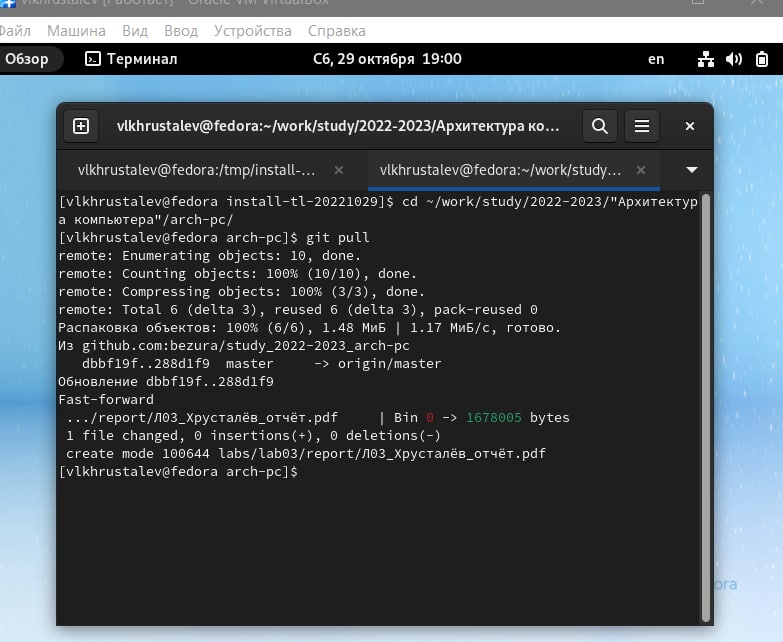 vlkhrustalev [Работает] - Oracle VM VirtualBox
Файл Машина Вид Ввод Устройства Справка
Обзор Терминал Сб, 29 октября 19:00 en
vlkhrustalev@fedora:~/work/study/2022-2023/Архитектура ко...
vlkhrustalev@fedora:/tmp/install-... vlkhrustalev@fedora:~/work/study...
[vlkhrustalev@fedora install-tl-20221029]$ cd ~/work/study/2022-2023/"Архитектур
а компьютера"/arch-pc/
[vlkhrustalev@fedora arch-pc]$ git pull
remote: Enumerating objects: 10, done.
remote: Counting objects: 100% (10/10), done.
remote: Compressing objects: 100% (3/3), done.
remote: Total 6 (delta 3), reused 6 (delta 3), pack-reused 0
Распаковка объектов: 100% (6/6), 1.48 МиБ | 1.17 МиБ/с, готово.
Из github.com:bezura/study_2022-2023_arch-pc
   dbbf19f..288d1f9  master     -> origin/master
Обновление dbbf19f..288d1f9
Fast-forward
 .../report/Л03_Хрусталёв_отчёт.pdf     | Bin 0 -> 1678005 bytes
 1 file changed, 0 insertions(+), 0 deletions(-)
 create mode 100644 labs/lab03/report/Л03_Хрусталёв_отчёт.pdf
[vlkhrustalev@fedora arch-pc]$